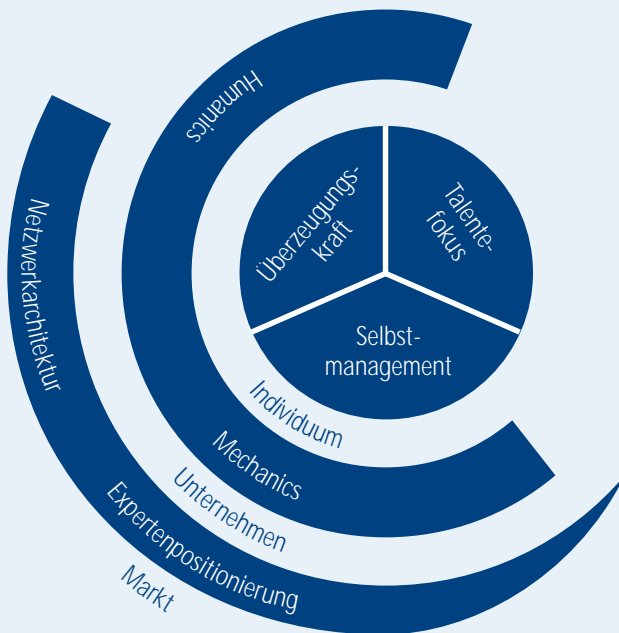 Humanics
Überzeugungs-
kraft
Talente-
fokus
Selbst-
management
Netzwerkarchitektur
Individuum
Mechanics
Unternehmen
Expertenpositionierung
Markt